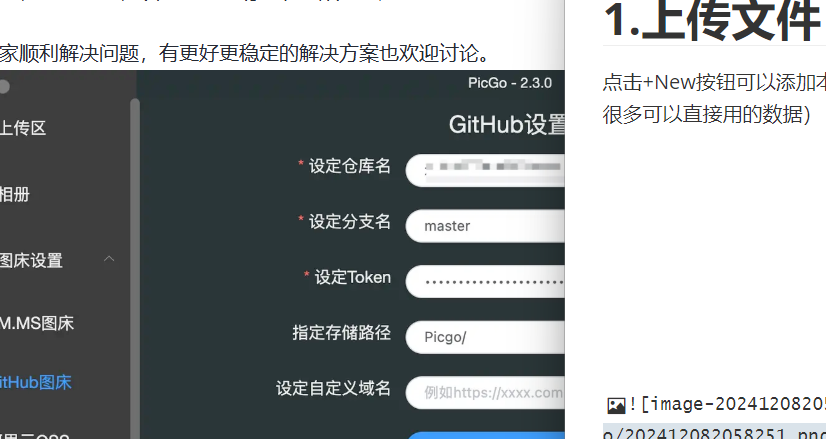 家顺利解决问题，有更好更稳定的解决方案也欢迎讨论。
PicGo - 2.3.0
GitHub设置
上传区
* 设定仓库名
相册
* 设定分支名
master
图床设置
* 设定Token
M.MS图床
指定存储路径
Picgo/
itHub图床
设定自定义域名
例如https://xxxx.com
1.上传文件
点击+New按钮可以添加本
很多可以直接用的数据）
![image-20241208205
o/202412082058251.png